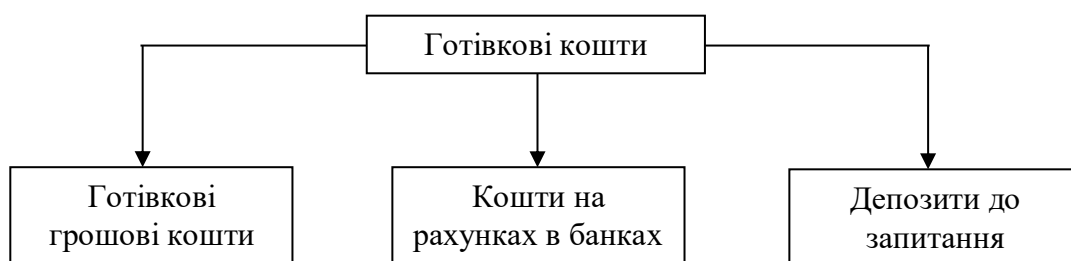 Готівкові кошти
Готівкові
грошові кошти
Кошти на
рахунках в банках
Депозити до
запитання